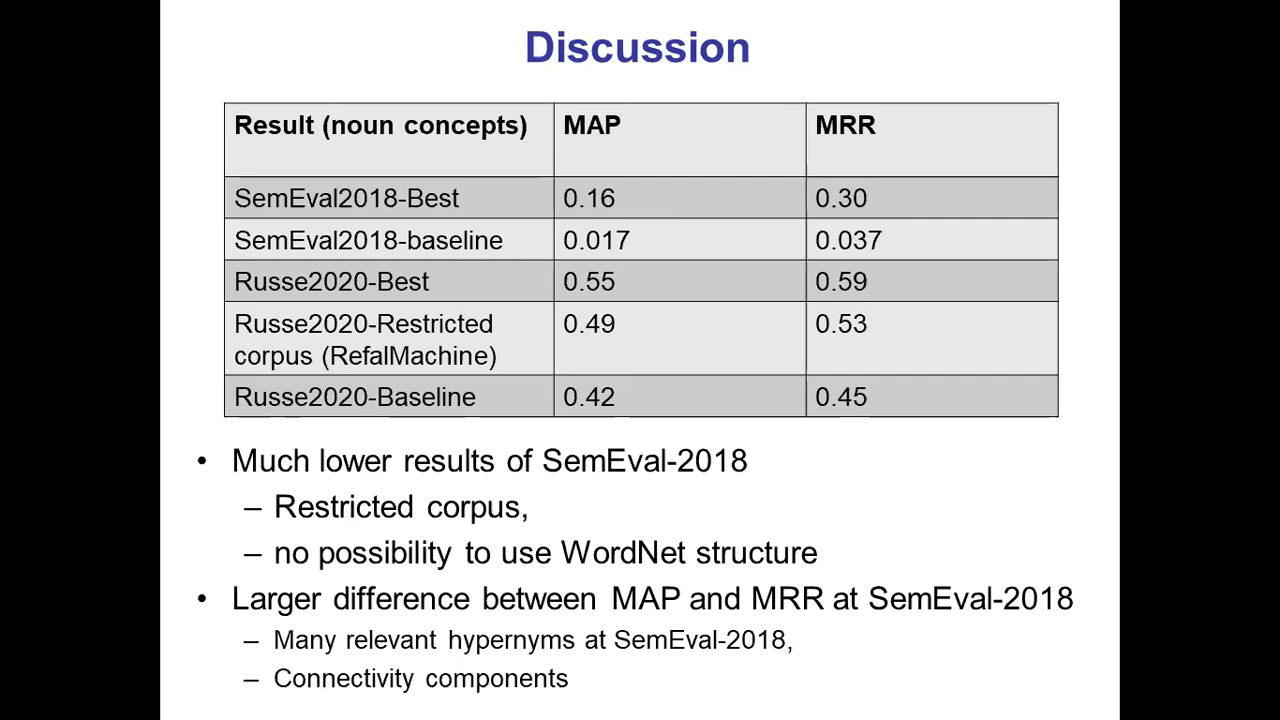 Discussion
Result (noun concepts) MAP MRR
SemEval2018-Best 0.16 0.30
SemEval2018-baseline 0.017 0.037
Russe2020-Best 0.55 0.59
Russe2020-Restricted 0.49 0.53
corpus (RefalMachine)
Russe2020-Baseline 0.42 0.45
• Much lower results of SemEval-2018
– Restricted corpus,
– no possibility to use WordNet structure
• Larger difference between MAP and MRR at SemEval-2018
– Many relevant hypernyms at SemEval-2018,
– Connectivity components